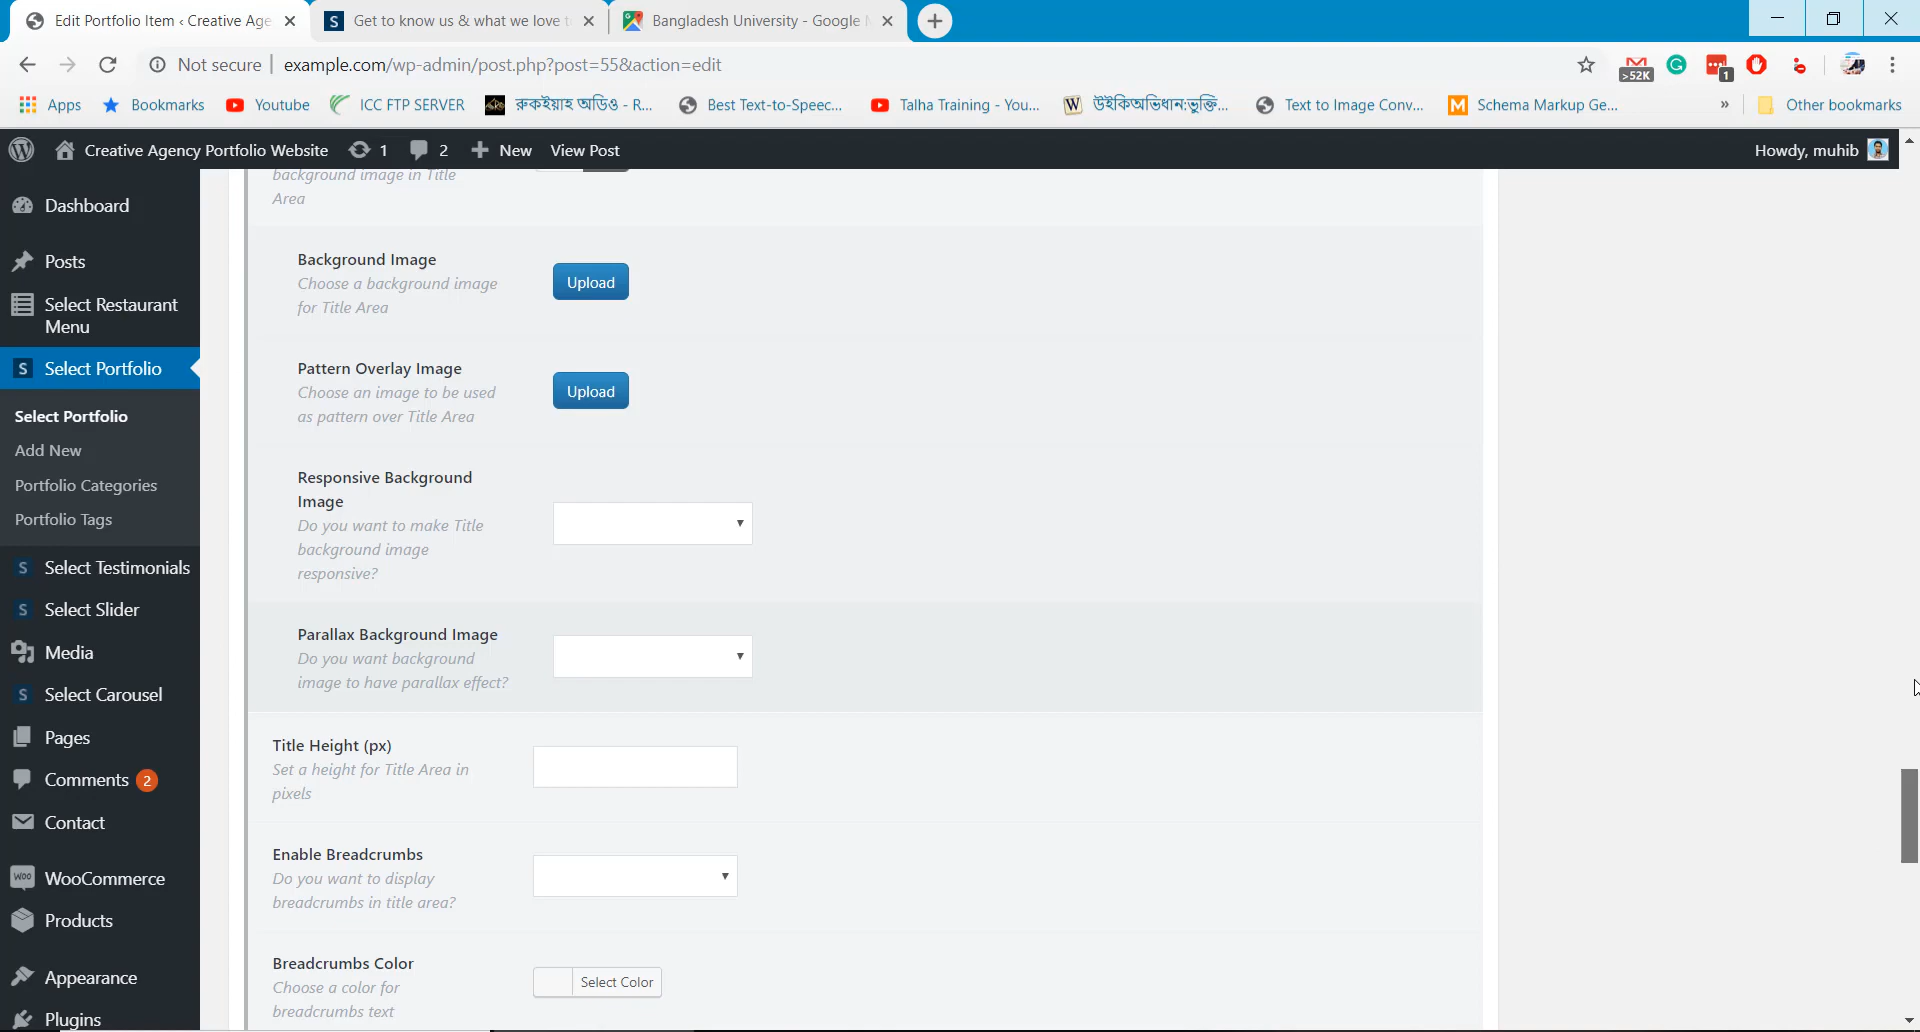 Edit Portfolio Item ‹ Creative Age
Get to know us & what we love t
Bangladesh University - Google M
Not secure
example.com/wp-admin/post.php?post=55&action=edit
>52K
1
Apps
Bookmarks
Youtube
ICC FTP SERVER
রুকইয়াহ অডিও - R...
Best Text-to-Speec...
Talha Training - You...
উইকিঅভিধান:ভুক্তি...
Text to Image Conv...
Schema Markup Ge...
»
Other bookmarks
Creative Agency Portfolio Website
1
2
New
View Post
Howdy, muhib
Dashboard
Posts
Select Restaurant
Menu
Select Portfolio
Select Portfolio
Add New
Portfolio Categories
Portfolio Tags
Select Testimonials
Select Slider
Media
Select Carousel
Pages
Comments 2
Contact
WooCommerce
Products
Appearance
Plugins
background image in Title
Area
Background Image
Choose a background image
for Title Area
Upload
Pattern Overlay Image
Choose an image to be used
as pattern over Title Area
Upload
Responsive Background
Image
Do you want to make Title
background image
responsive?
Parallax Background Image
Do you want background
image to have parallax effect?
Title Height (px)
Set a height for Title Area in
pixels
Enable Breadcrumbs
Do you want to display
breadcrumbs in title area?
Breadcrumbs Color
Choose a color for
breadcrumbs text
Select Color